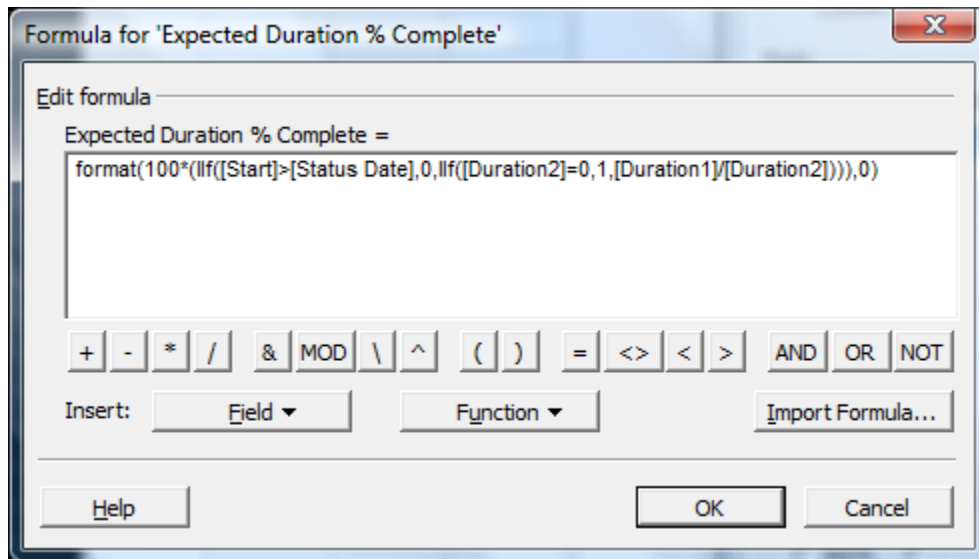 Formula for 'Expected Duration % Complete'
Edit formula
Expected Duration % Complete =
format(100*(IIf([Start]>[Status Date],0,IIf([Duration2]=0,1,[Duration1]/[Duration2]))),0)
+ - * / & MOD \ ^ ( ) = <> < > AND OR NOT
Insert: Field Function Import Formula...
Help OK Cancel